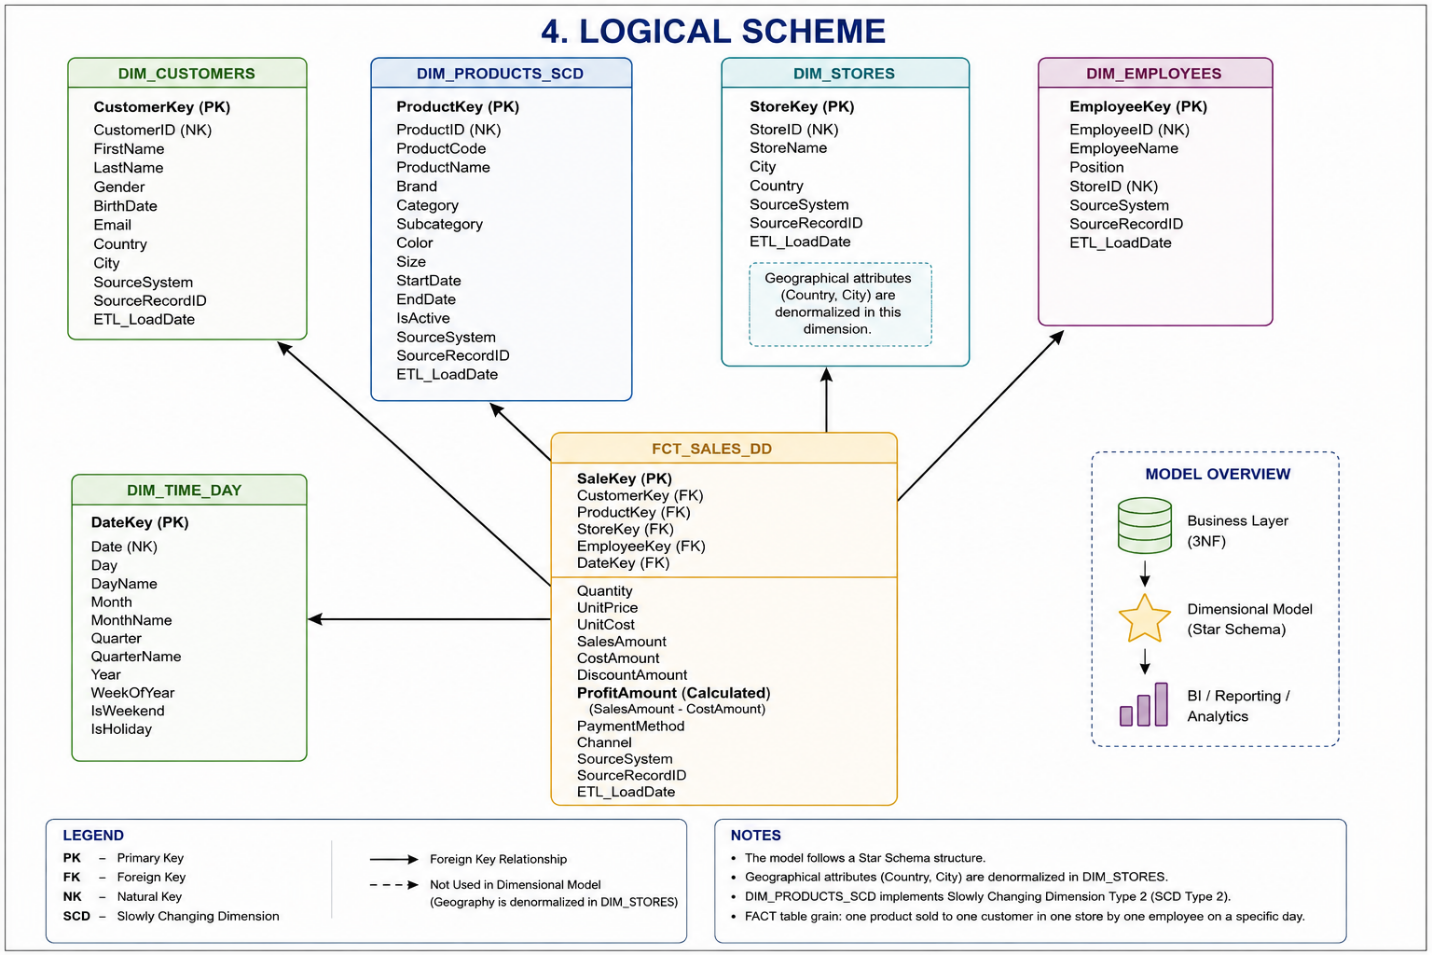 4. LOGICAL SCHEME
DIM_CUSTOMERS
CustomerKey (PK)
CustomerID (NK)
FirstName
LastName
Gender
BirthDate
Email
Country
City
SourceSystem
SourceRecordID
ETL_LoadDate
DIM_PRODUCTS_SCD
ProductKey (PK)
ProductID (NK)
ProductCode
ProductName
Brand
Category
Subcategory
Color
Size
StartDate
EndDate
IsActive
SourceSystem
SourceRecordID
ETL_LoadDate
DIM_STORES
StoreKey (PK)
StoreID (NK)
StoreName
City
Country
SourceSystem
SourceRecordID
ETL_LoadDate
Geographical attributes
(Country, City) are
denormalized in this
dimension.
DIM_EMPLOYEES
EmployeeKey (PK)
EmployeeID (NK)
EmployeeName
Position
StoreID (NK)
SourceSystem
SourceRecordID
ETL_LoadDate
DIM_TIME_DAY
DateKey (PK)
Date (NK)
Day
DayName
Month
MonthName
Quarter
QuarterName
Year
WeekOfYear
IsWeekend
IsHoliday
FCT_SALES_DD
SaleKey (PK)
CustomerKey (FK)
ProductKey (FK)
StoreKey (FK)
EmployeeKey (FK)
DateKey (FK)
Quantity
UnitPrice
UnitCost
SalesAmount
CostAmount
DiscountAmount
ProfitAmount (Calculated)
(SalesAmount - CostAmount)
PaymentMethod
Channel
SourceSystem
SourceRecordID
ETL_LoadDate
MODEL OVERVIEW
Business Layer
(3NF)
Dimensional Model
(Star Schema)
BI / Reporting /
Analytics
LEGEND
PK – Primary Key
FK – Foreign Key
NK – Natural Key
SCD – Slowly Changing Dimension
Foreign Key Relationship
Not Used in Dimensional Model
(Geography is denormalized in DIM_STORES)
NOTES
• The model follows a Star Schema structure.
• Geographical attributes (Country, City) are denormalized in DIM_STORES.
• DIM_PRODUCTS_SCD implements Slowly Changing Dimension Type 2 (SCD Type 2).
• FACT table grain: one product sold to one customer in one store by one employee on a specific day.